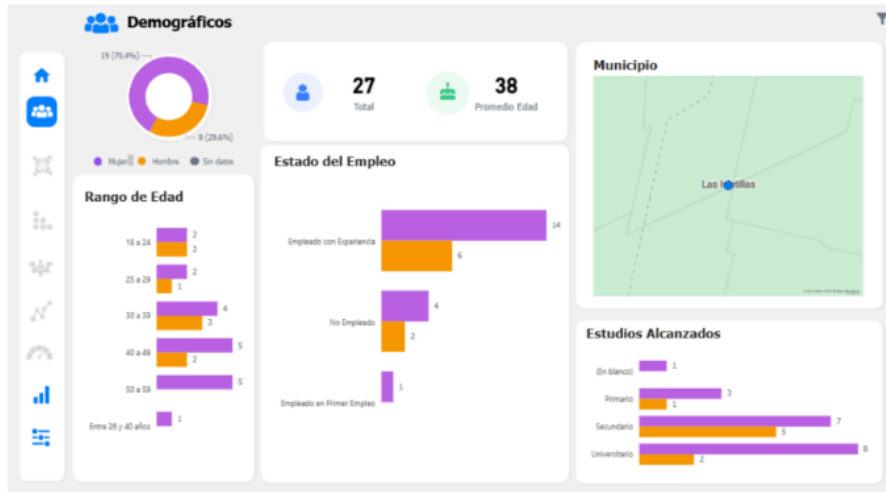 Demográficos
19 (70,4%)
8 (29,6%)
Mujer Hombre Sin datos
27
Total
38
Promedio Edad
Municipio
Rango de Edad
18 a 24
2
2
25 a 29
2
1
30 a 39
4
3
40 a 49
5
2
50 a 59
5
Entre 26 y 40 años
1
Estado del Empleo
Empleado con Experiencia
14
6
No Empleado
4
2
Empleado en Primer Empleo
1
Estudios Alcanzados
(En blanco)
1
Primario
3
1
Secundario
7
5
Universitario
8
2